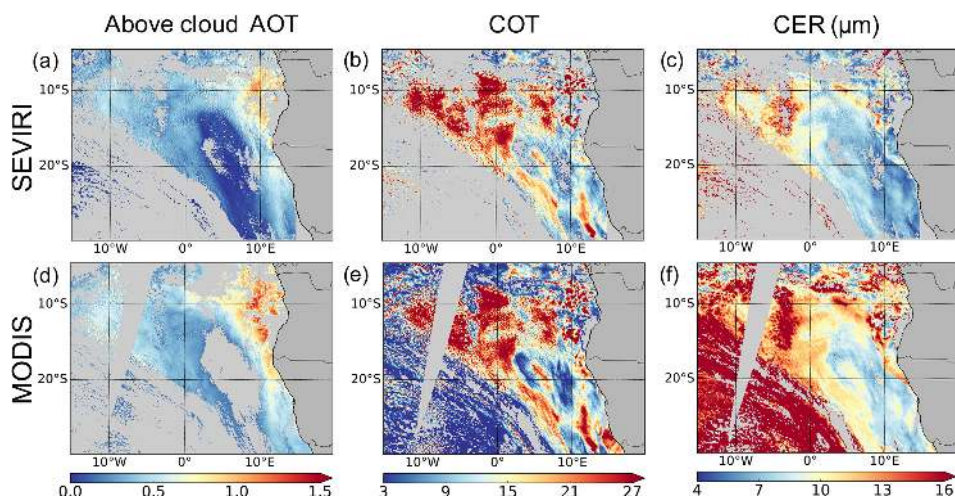 Above cloud AOT COT CER (μm)
SEVIRI
(a) (b) (c)
10°S 10°S 10°S
20°S 20°S 20°S
10°W 0° 10°E 10°W 0° 10°E 10°W 0° 10°E
MODIS
(d) (e) (f)
10°S 10°S 10°S
20°S 20°S 20°S
10°W 0° 10°E 10°W 0° 10°E 10°W 0° 10°E
0.0 0.5 1.0 1.5 3 9 15 21 27 4 7 10 13 16